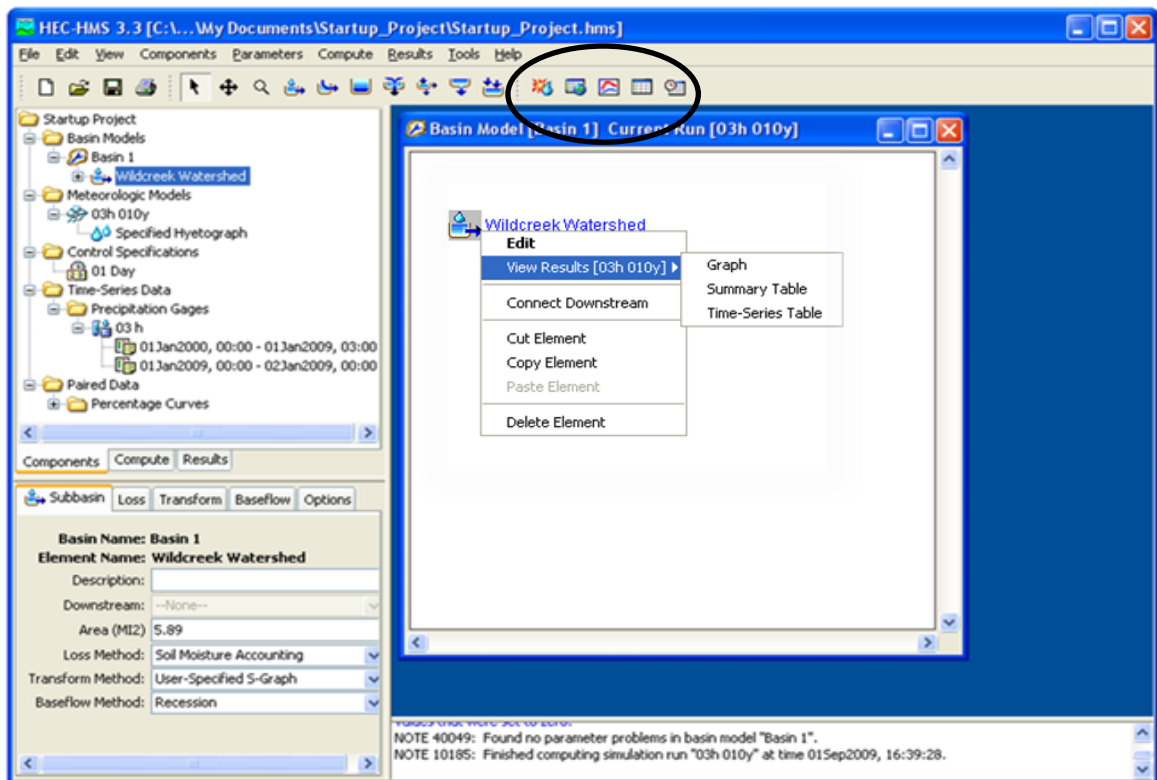 HEC-HMS 3.3 [C:\...\My Documents\Startup_Project\Startup_Project.hms]
File Edit View Components Parameters Compute Results Tools Help
Startup Project
Basin Models
Basin 1
Wildcreek Watershed
Meteorologic Models
03h 010y
Specified Hyetograph
Control Specifications
01 Day
Time-Series Data
Precipitation Gages
03 h
01Jan2000, 00:00 - 01Jan2009, 03:00
01Jan2009, 00:00 - 02Jan2009, 00:00
Paired Data
Percentage Curves
Components Compute Results
Subbasin Loss Transform Baseflow Options
Basin Name: Basin 1
Element Name: Wildcreek Watershed
Description:
Downstream: --None--
Area (MI2) 5.89
Loss Method: Soil Moisture Accounting
Transform Method: User-Specified S-Graph
Baseflow Method: Recession
Basin Model [Basin 1] Current Run [03h 010y]
Wildcreek Watershed
Edit
View Results [03h 010y]
Graph
Summary Table
Time-Series Table
Connect Downstream
Cut Element
Copy Element
Paste Element
Delete Element
values that were set to zero.
NOTE 40049: Found no parameter problems in basin model "Basin 1".
NOTE 10185: Finished computing simulation run "03h 010y" at time 01Sep2009, 16:39:28.